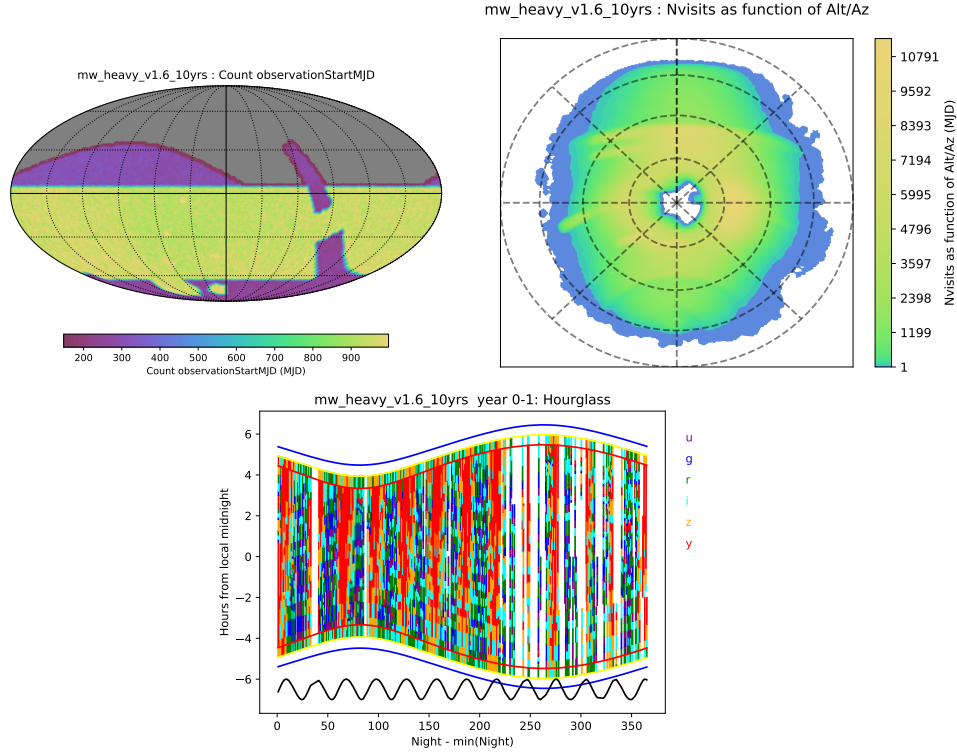 mw_heavy_v1.6_10yrs : Count observationStartMJD
200 300 400 500 600 700 800 900
Count observationStartMJD (MJD)
mw_heavy_v1.6_10yrs : Nvisits as function of Alt/Az
10791
9592
8393
7194
5995
4796
3597
2398
1199
1
Nvisits as function of Alt/Az (MJD)
mw_heavy_v1.6_10yrs year 0-1: Hourglass
6
4
2
0
−2
−4
−6
Hours from local midnight
0 50 100 150 200 250 300 350
Night - min(Night)
u
g
r
i
z
y